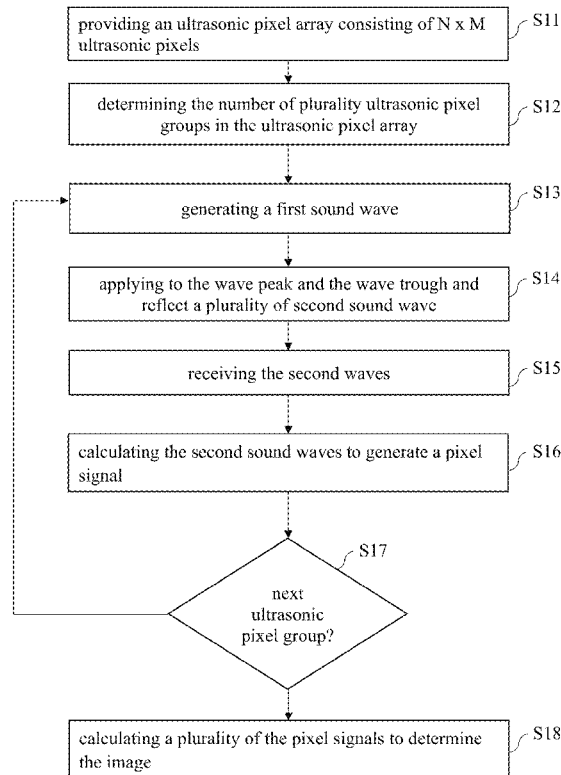 providing an ultrasonic pixel array consisting of N x M
ultrasonic pixels
S11
determining the number of plurality ultrasonic pixel
groups in the ultrasonic pixel array
S12
generating a first sound wave
S13
applying to the wave peak and the wave trough and
reflect a plurality of second sound wave
S14
receiving the second waves
S15
calculating the second sound waves to generate a pixel
signal
S16
S17
next
ultrasonic
pixel group?
calculating a plurality of the pixel signals to determine
the image
S18